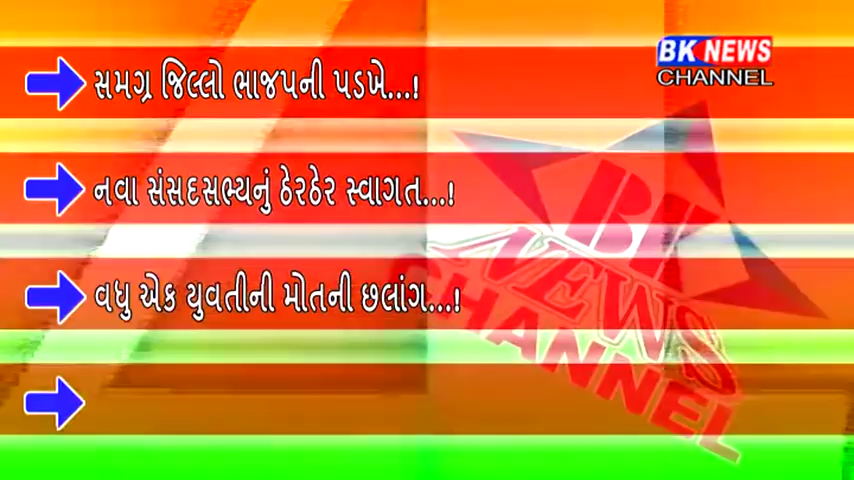 BK NEWS
CHANNEL
સમગ્ર જિલ્લો ભાજપની પડખે...!
નવા સંસદસભ્યનું ઠેરઠેર સ્વાગત...!
વધુ એક યુવતીની મોતની છલાંગ...!
BK
NEWS
CHANNEL